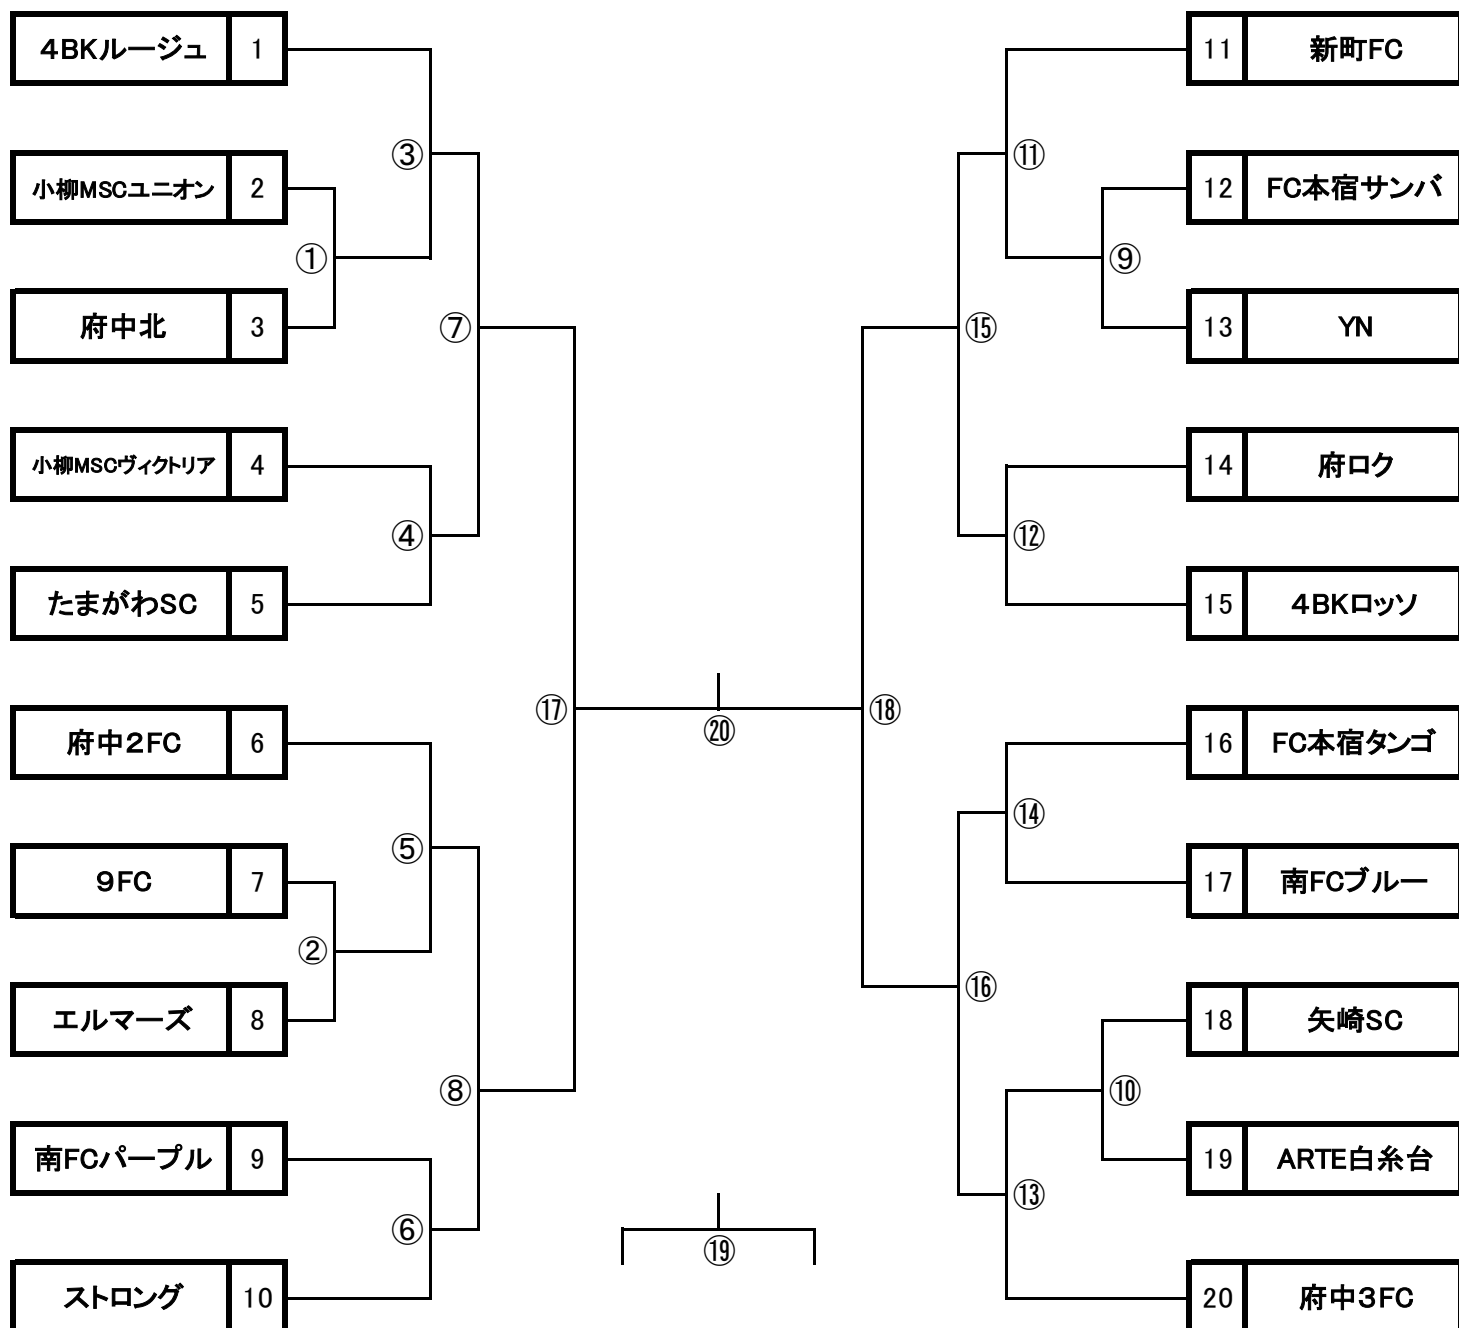 4BKルージュ 1
11 新町FC
③
⑪
小柳MSCユニオン 2
12 FC本宿サンバ
①
⑨
府中北 3
⑦
⑮
13 YN
小柳MSCヴィクトリア 4
14 府ロク
④
⑫
たまがわSC 5
15 4BKロッソ
⑰
⑱
府中2FC 6
⑳
16 FC本宿タンゴ
⑭
⑤
9FC 7
17 南FCブルー
②
⑯
エルマーズ 8
18 矢崎SC
⑧
⑩
南FCパープル 9
19 ARTE白糸台
⑬
⑥
⑲
ストロング 10
20 府中3FC